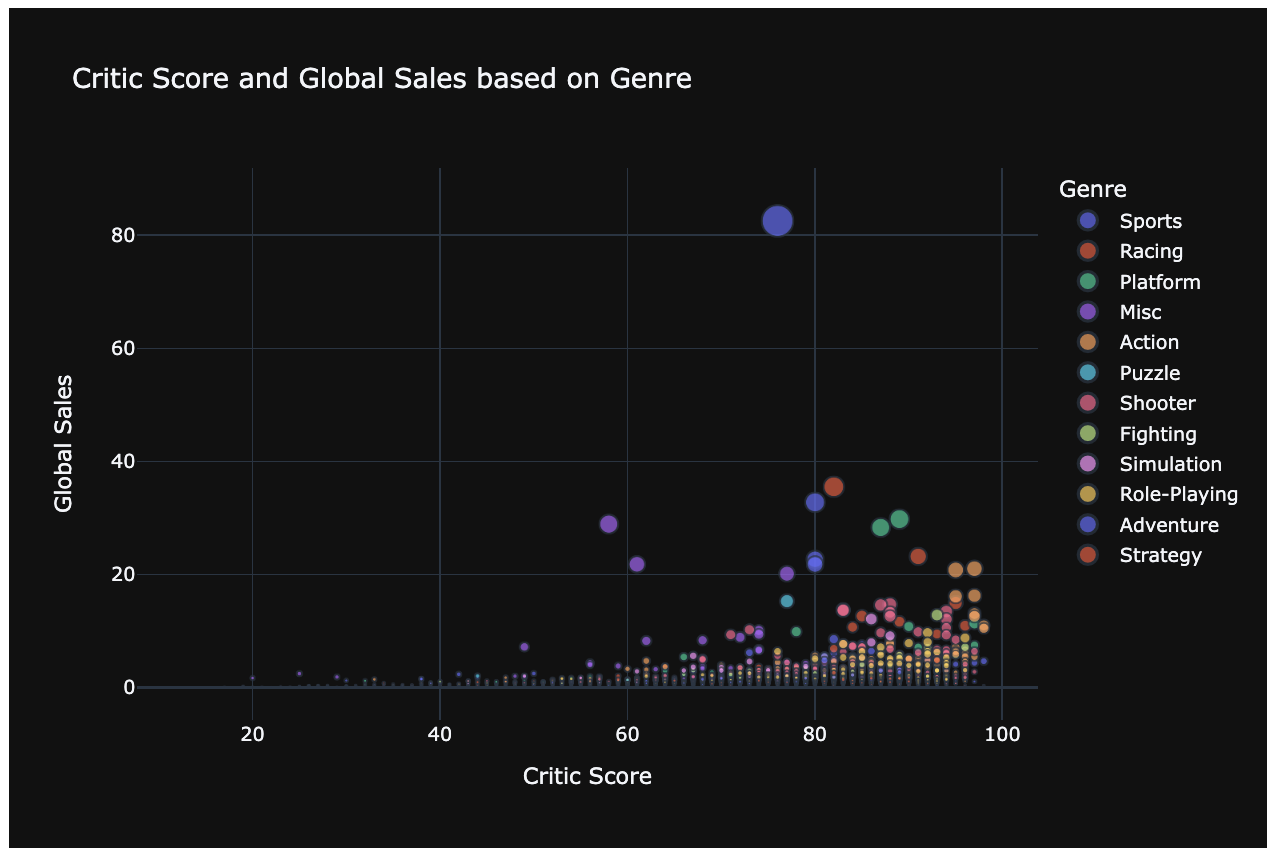 Critic Score and Global Sales based on Genre
Genre
Sports
Racing
Platform
Misc
Action
Puzzle
Shooter
Fighting
Simulation
Role-Playing
Adventure
Strategy
Global Sales
80
60
40
20
0
20 40 60 80 100
Critic Score